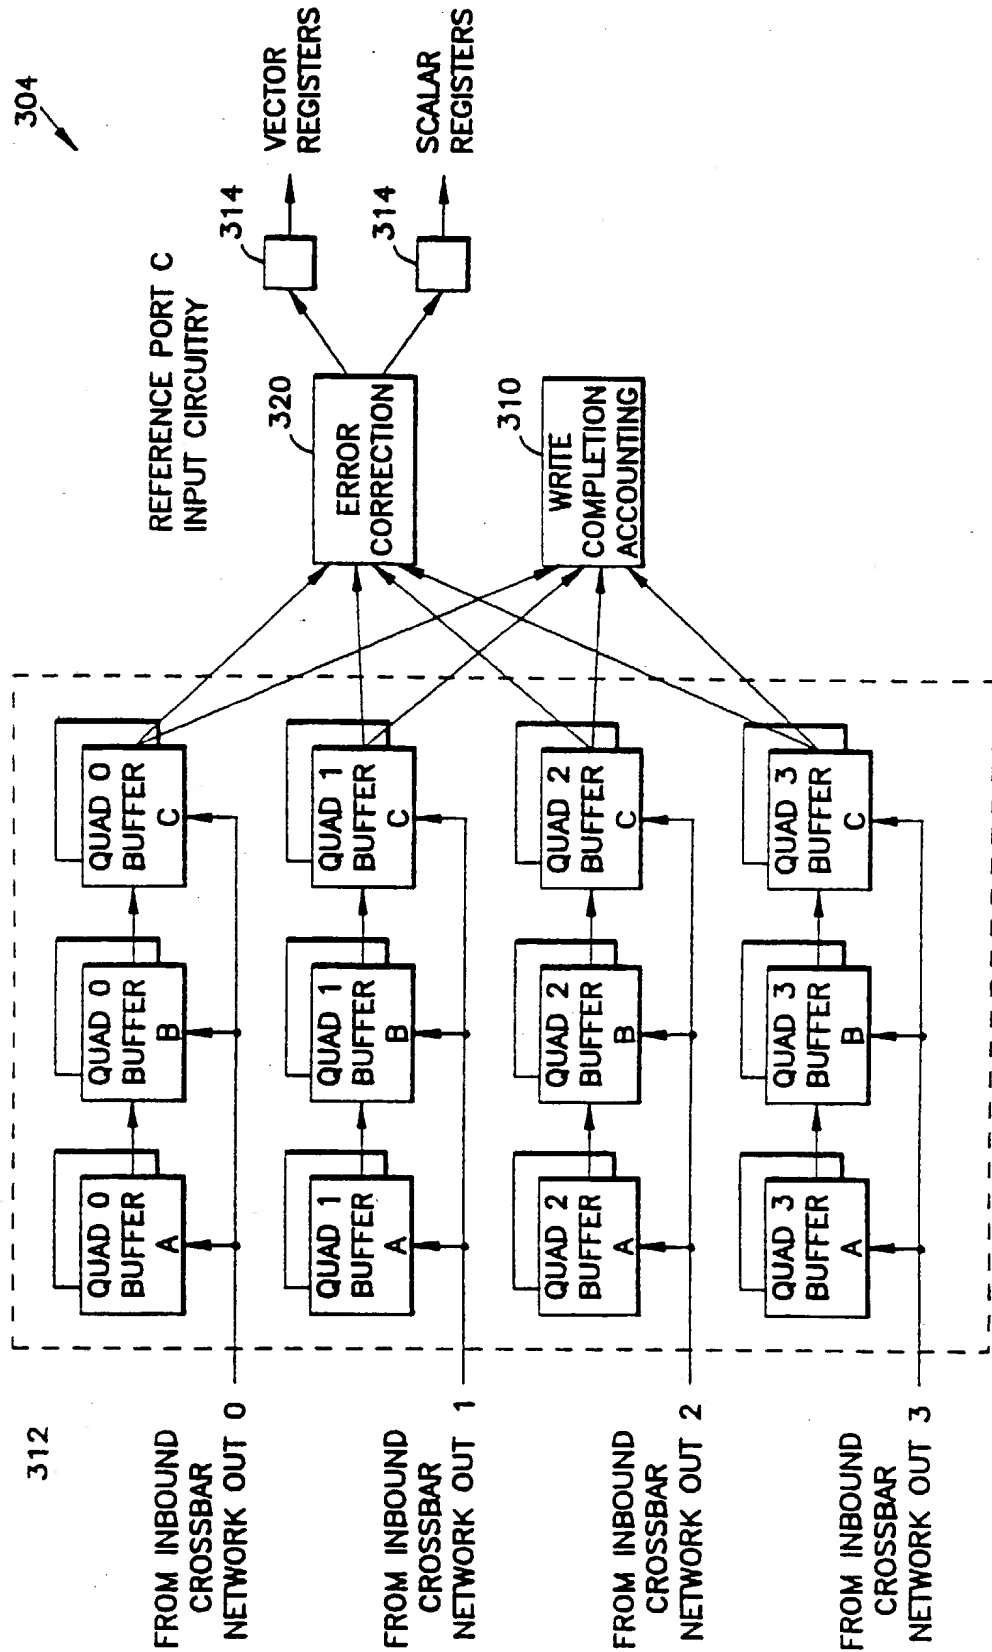 304
REFERENCE PORT C
INPUT CIRCUITRY
314
VECTOR
REGISTERS
314
SCALAR
REGISTERS
320
ERROR
CORRECTION
310
WRITE
COMPLETION
ACCOUNTING
312
FROM INBOUND
CROSSBAR
NETWORK OUT 0
QUAD 0
BUFFER
A
QUAD 0
BUFFER
B
QUAD 0
BUFFER
C
FROM INBOUND
CROSSBAR
NETWORK OUT 1
QUAD 1
BUFFER
A
QUAD 1
BUFFER
B
QUAD 1
BUFFER
C
FROM INBOUND
CROSSBAR
NETWORK OUT 2
QUAD 2
BUFFER
A
QUAD 2
BUFFER
B
QUAD 2
BUFFER
C
FROM INBOUND
CROSSBAR
NETWORK OUT 3
QUAD 3
BUFFER
A
QUAD 3
BUFFER
B
QUAD 3
BUFFER
C